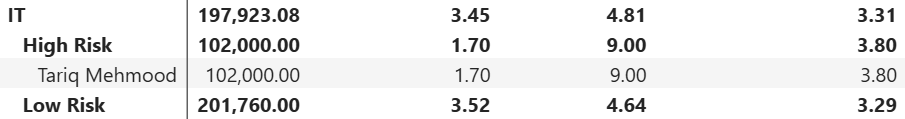 IT 197,923.08 3.45 4.81 3.31
High Risk 102,000.00 1.70 9.00 3.80
Tariq Mehmood 102,000.00 1.70 9.00 3.80
Low Risk 201,760.00 3.52 4.64 3.29